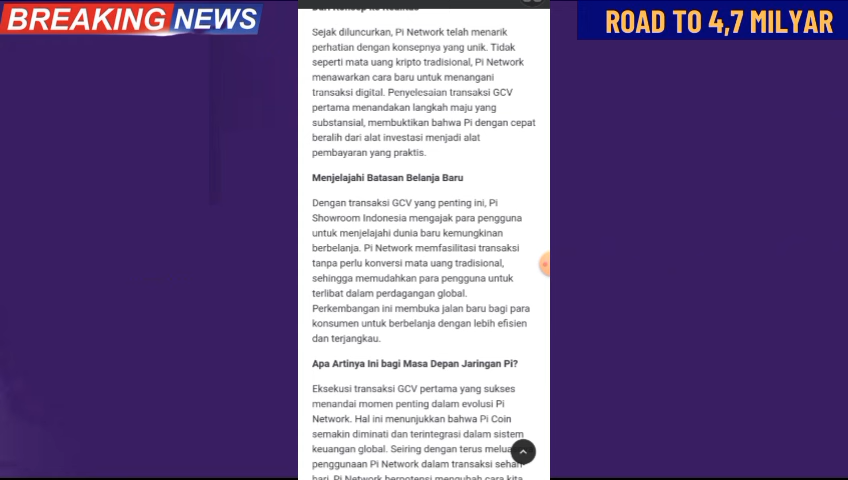 BREAKING NEWS
ROAD TO 4,7 MILYAR
Sejak diluncurkan, Pi Network telah menarik
perhatian dengan konsepnya yang unik. Tidak
seperti mata uang kripto tradisional, Pi Network
menawarkan cara baru untuk menangani
transaksi digital. Penyelesaian transaksi GCV
pertama menandakan langkah maju yang
substansial, membuktikan bahwa Pi dengan cepat
beralih dari alat investasi menjadi alat
pembayaran yang praktis.
Menjelajahi Batasan Belanja Baru
Dengan transaksi GCV yang penting ini, Pi
Showroom Indonesia mengajak para pengguna
untuk menjelajahi dunia baru kemungkinan
berbelanja. Pi Network memfasilitasi transaksi
tanpa perlu konversi mata uang tradisional,
sehingga memudahkan para pengguna untuk
terlibat dalam perdagangan global.
Perkembangan ini membuka jalan baru bagi para
konsumen untuk berbelanja dengan lebih efisien
dan terjangkau.
Apa Artinya Ini bagi Masa Depan Jaringan Pi?
Eksekusi transaksi GCV pertama yang sukses
menandai momen penting dalam evolusi Pi
Network. Hal ini menunjukkan bahwa Pi Coin
semakin diminati dan terintegrasi dalam sistem
keuangan global. Seiring dengan terus
penggunaan Pi Network dalam transaksi
hari, Pi Network berpotensi mengubah cara kita